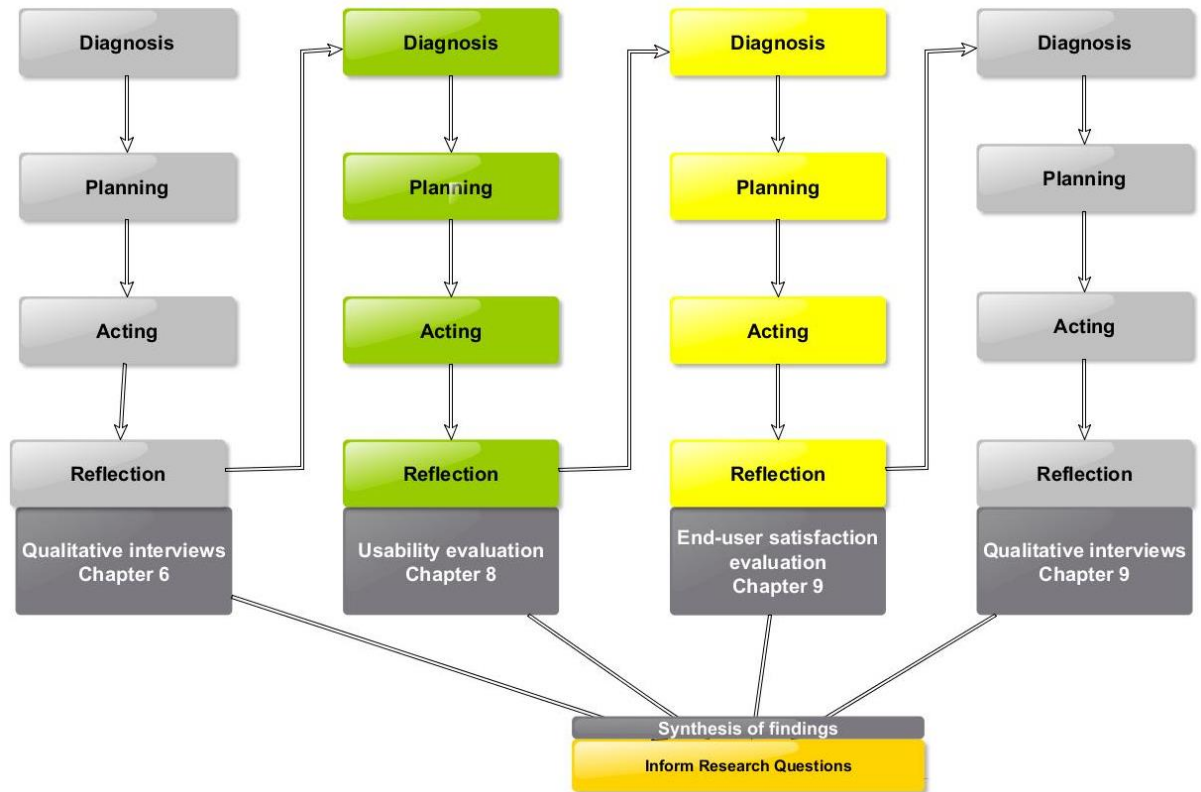 Diagnosis
Planning
Acting
Reflection
Qualitative interviews
Chapter 6
Diagnosis
Planning
Acting
Reflection
Usability evaluation
Chapter 8
Diagnosis
Planning
Acting
Reflection
End-user satisfaction
evaluation
Chapter 9
Diagnosis
Planning
Acting
Reflection
Qualitative interviews
Chapter 9
Synthesis of findings
Inform Research Questions